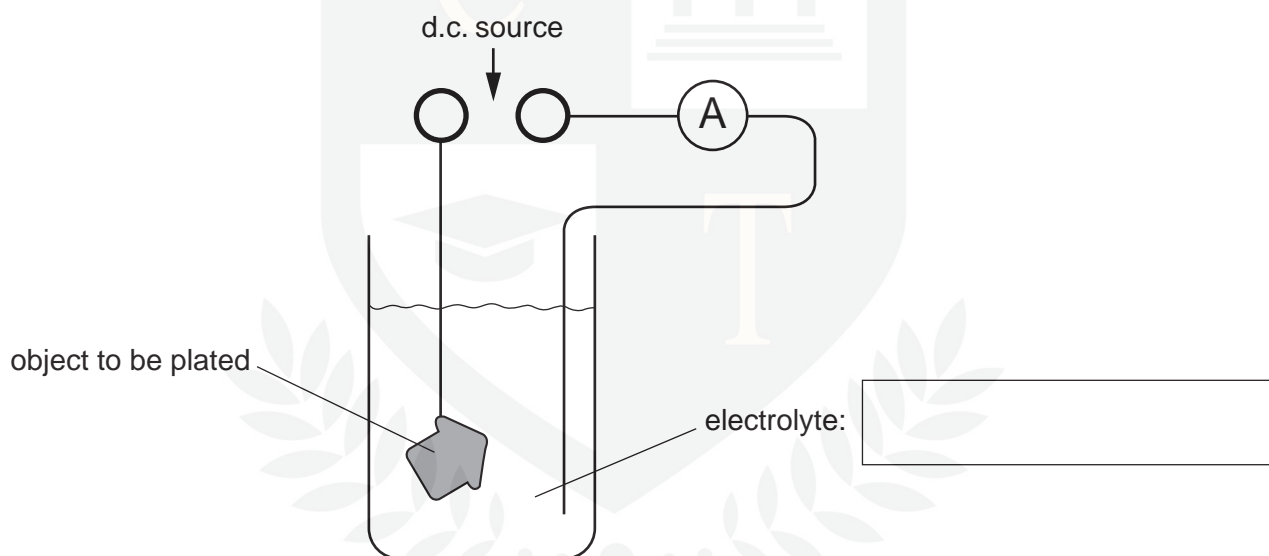 d.c. source
A
object to be plated
electrolyte:
T